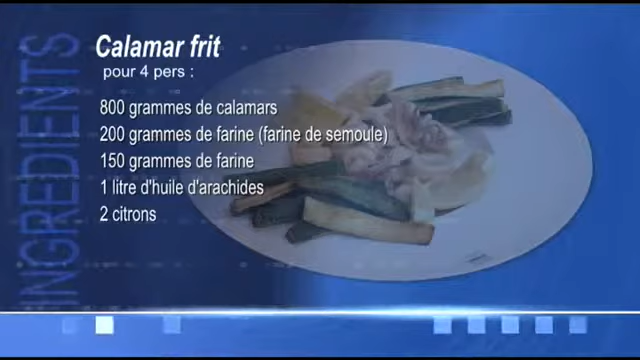 INGREDIENTS
Calamar frit
pour 4 pers :
800 grammes de calamars
200 grammes de farine (farine de semoule)
150 grammes de farine
1 litre d'huile d'arachides
2 citrons